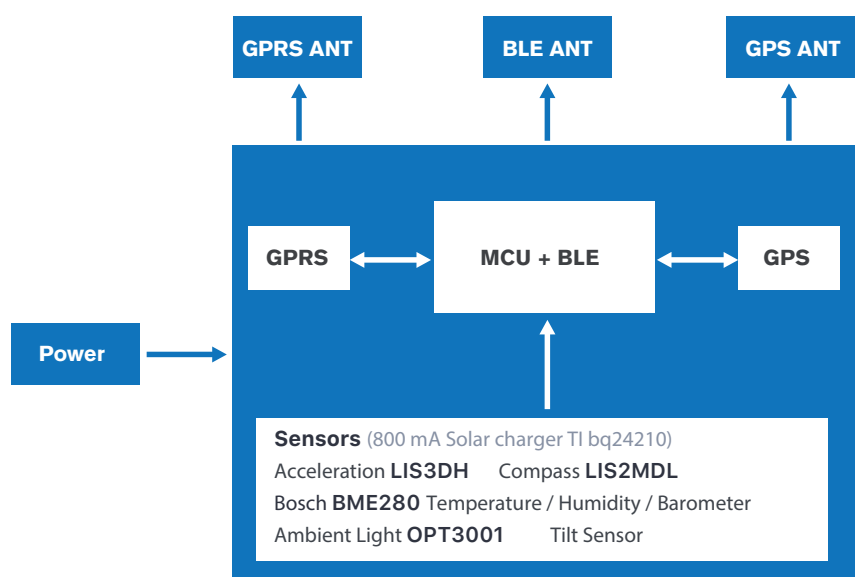 GPRS ANT
BLE ANT
GPS ANT
GPRS
MCU + BLE
GPS
Power
Sensors (800 mA Solar charger TI bq24210)
Acceleration LIS3DH Compass LIS2MDL
Bosch BME280 Temperature / Humidity / Barometer
Ambient Light OPT3001 Tilt Sensor